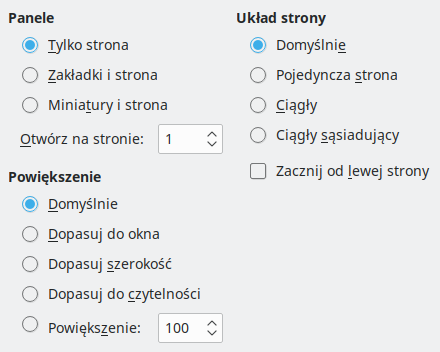 Panele
Tylko strona
Zakładki i strona
Miniatury i strona
Otwórz na stronie: 1
Powiększenie
Domyślnie
Dopasuj do okna
Dopasuj szerokość
Dopasuj do czytelności
Powiększenie: 100
Układ strony
Domyślnie
Pojedyncza strona
Ciągły
Ciągły sąsiadujący
Zacznij od lewej strony